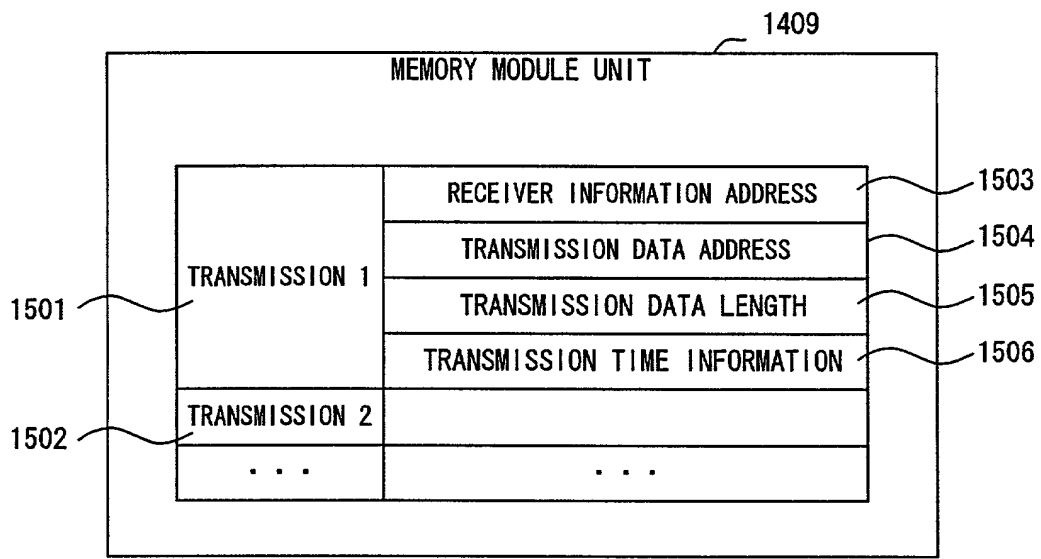 1409
MEMORY MODULE UNIT
RECEIVER INFORMATION ADDRESS
1503
TRANSMISSION DATA ADDRESS
1504
TRANSMISSION 1
1501
TRANSMISSION DATA LENGTH
1505
TRANSMISSION TIME INFORMATION
1506
TRANSMISSION 2
1502
· · ·
· · ·